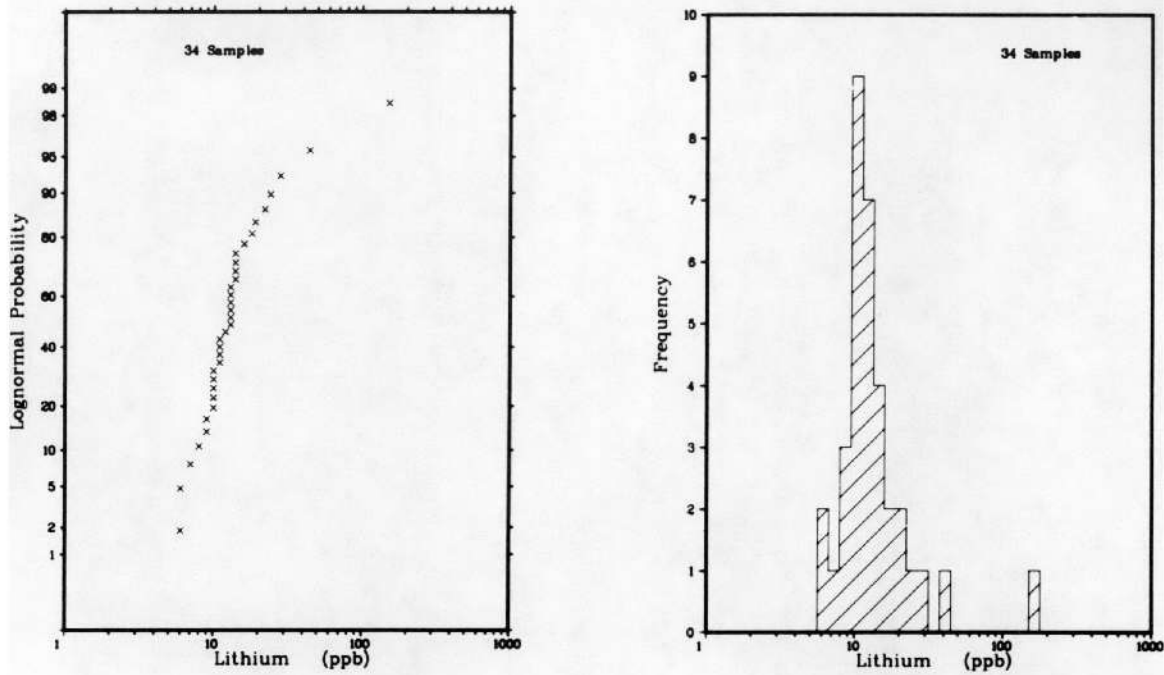 34 Samples
Lognormal Probability
99
98
95
90
80
60
40
20
10
5
2
1
1 10 100 1000
Lithium (ppb)
34 Samples
Frequency
10
9
8
7
6
5
4
3
2
1
0
1 10 100 1000
Lithium (ppb)